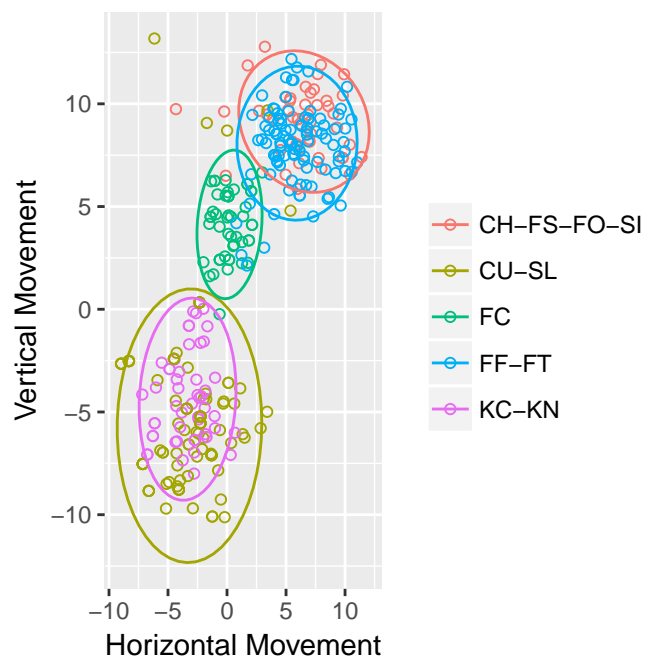 10
5
0
−5
−10
−10 −5 0 5 10
Horizontal Movement
Vertical Movement
CH−FS−FO−SI
CU−SL
FC
FF−FT
KC−KN